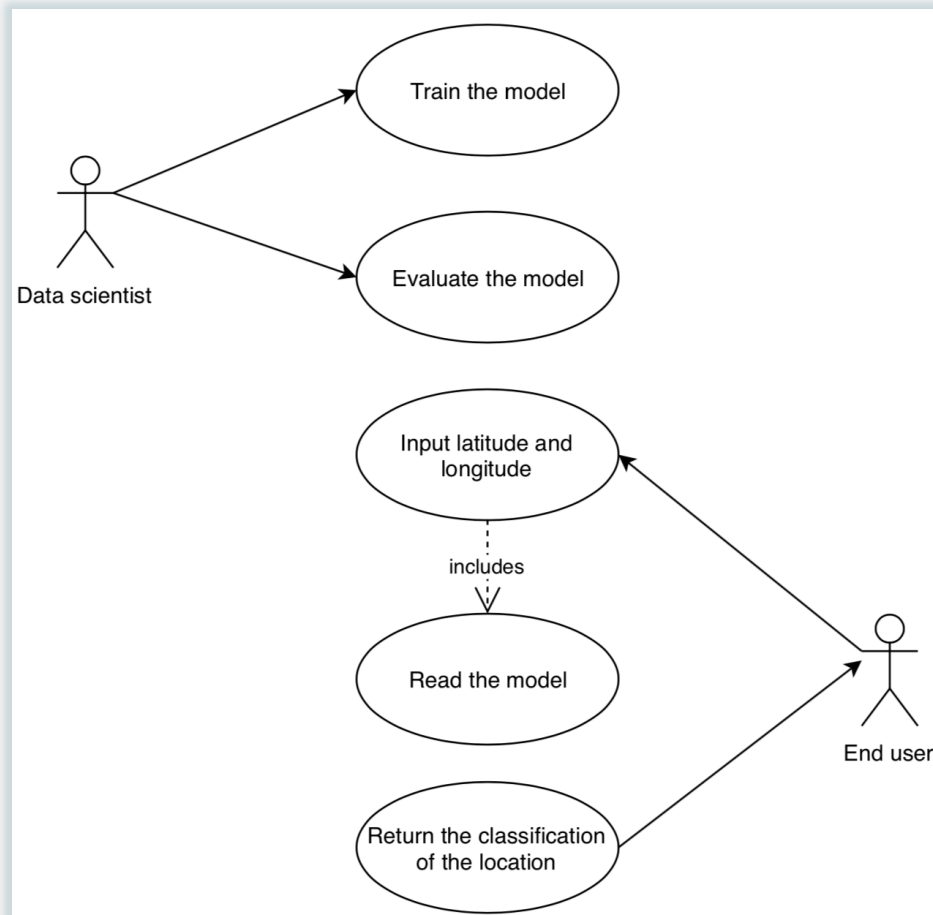 Train the model
Data scientist
Evaluate the model
Input latitude and
longitude
includes
Read the model
End user
Return the classification
of the location